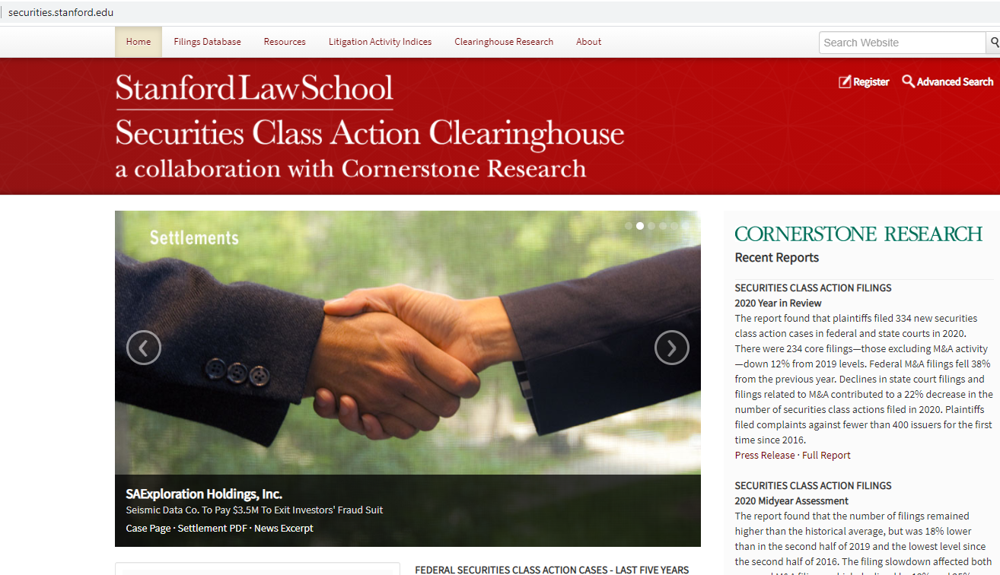 securities.stanford.edu
Home Filings Database Resources Litigation Activity Indices Clearinghouse Research About Search Website
Register Advanced Search
Stanford Law School
Securities Class Action Clearinghouse
a collaboration with Cornerstone Research
Settlements
SAExploration Holdings, Inc.
Seismic Data Co. To Pay $3.5M To Exit Investors' Fraud Suit
Case Page · Settlement PDF · News Excerpt
FEDERAL SECURITIES CLASS ACTION CASES - LAST FIVE YEARS
CORNERSTONE RESEARCH
Recent Reports
SECURITIES CLASS ACTION FILINGS
2020 Year in Review
The report found that plaintiffs filed 334 new securities
class action cases in federal and state courts in 2020.
There were 234 core filings—those excluding M&A activity
—down 12% from 2019 levels. Federal M&A filings fell 38%
from the previous year. Declines in state court filings and
filings related to M&A contributed to a 22% decrease in the
number of securities class actions filed in 2020. Plaintiffs
filed complaints against fewer than 400 issuers for the first
time since 2016.
Press Release · Full Report
SECURITIES CLASS ACTION FILINGS
2020 Midyear Assessment
The report found that the number of filings remained
higher than the historical average, but was 18% lower
than in the second half of 2019 and the lowest level since
the second half of 2016. The filing slowdown affected both